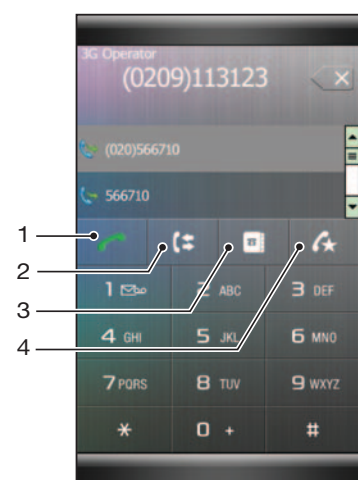 3G Operator
(0209)113123
(020)566710
566710
1
2
3
4
1
2 ABC
3 DEF
4 GHI
5 JKL
6 MNO
7 PQRS
8 TUV
9 WXYZ
*
0 +
#